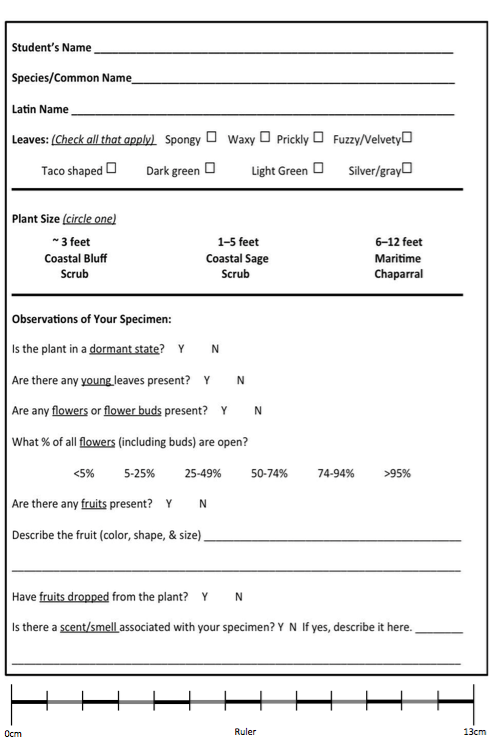 Student's Name ____________________
Species/Common Name____________________
Latin Name ____________________
Leaves: (Check all that apply) Spongy ☐ Waxy ☐ Prickly ☐ Fuzzy/Velvety☐
Taco shaped ☐ Dark green ☐ Light Green ☐ Silver/gray☐
Plant Size (circle one)
~ 3 feet 1–5 feet 6–12 feet
Coastal Bluff Coastal Sage Maritime
Scrub Scrub Chaparral
Observations of Your Specimen:
Is the plant in a dormant state? Y N
Are there any young leaves present? Y N
Are any flowers or flower buds present? Y N
What % of all flowers (including buds) are open?
<5% 5-25% 25-49% 50-74% 74-94% >95%
Are there any fruits present? Y N
Describe the fruit (color, shape, & size) ____________________
Have fruits dropped from the plant? Y N
Is there a scent/smell associated with your specimen? Y N If yes, describe it here. ________
0cm Ruler 13cm